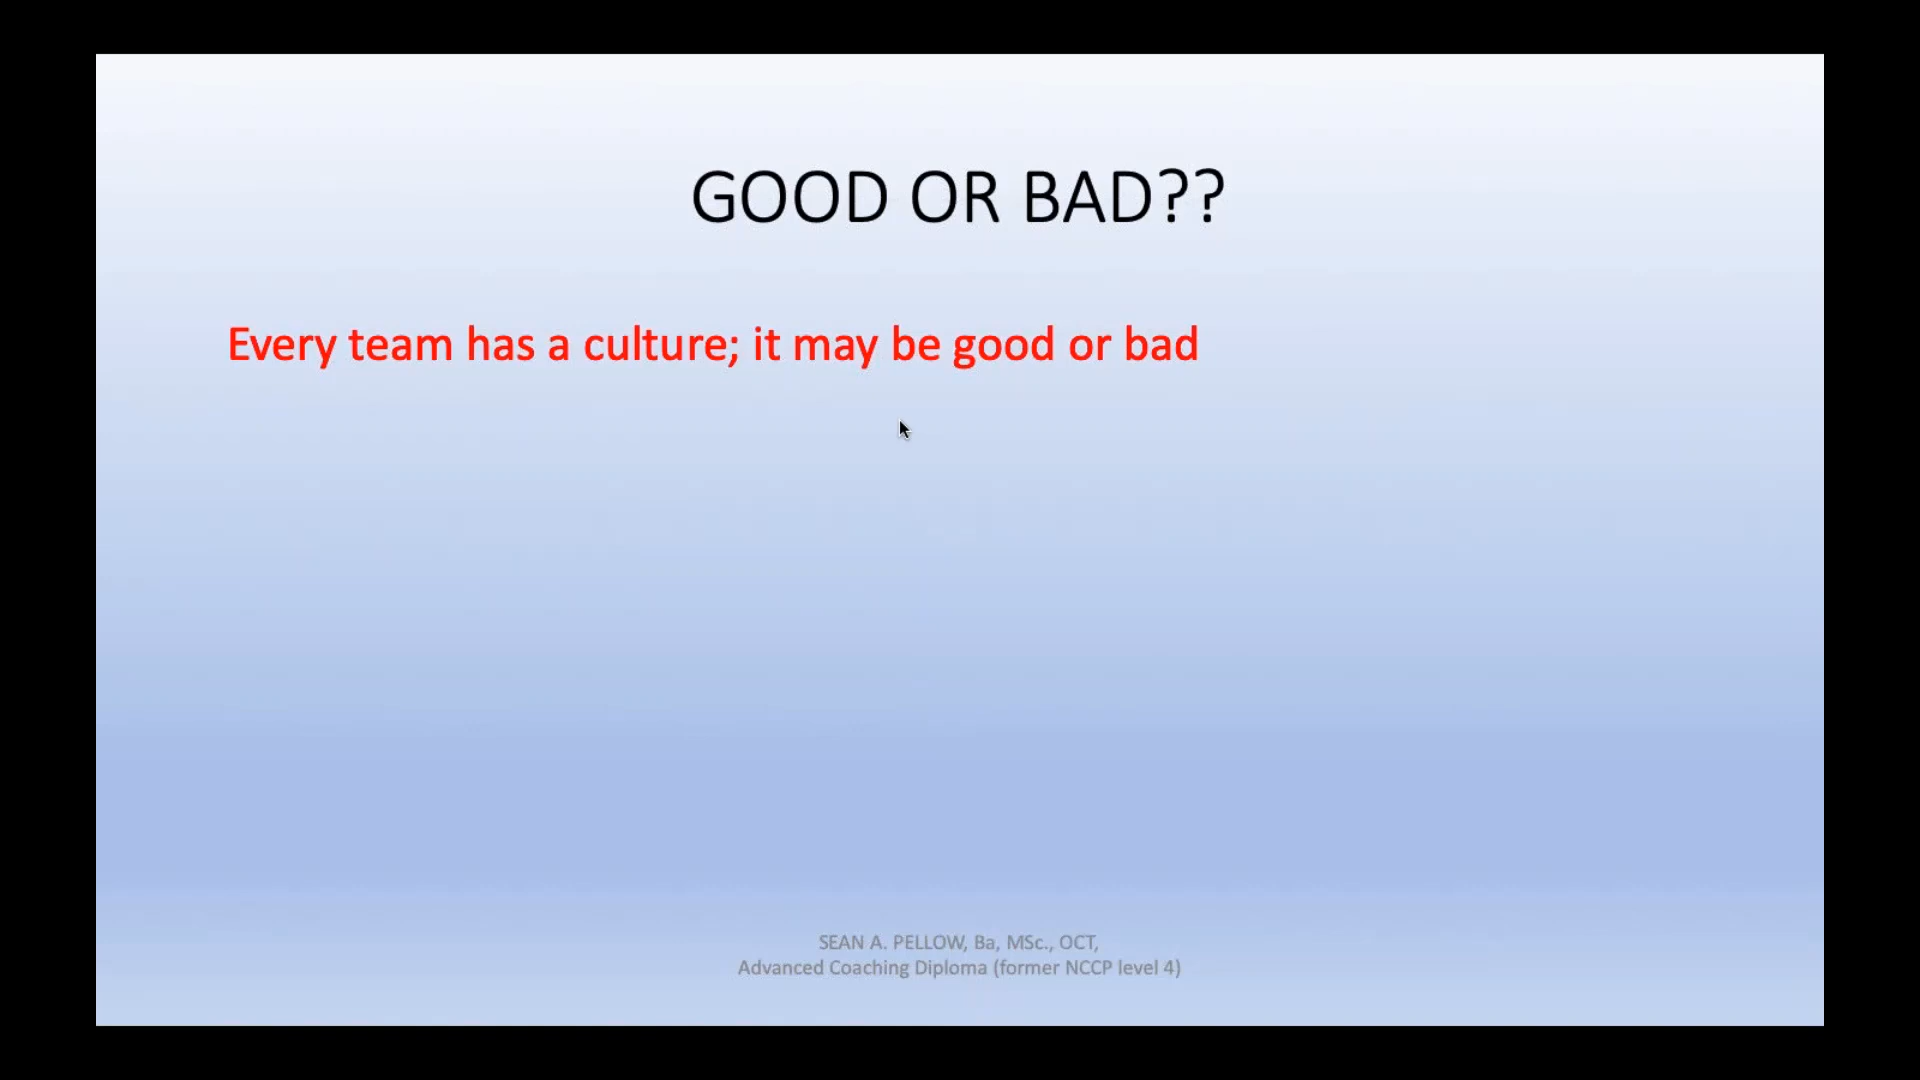 GOOD OR BAD??
Every team has a culture; it may be good or bad
SEAN A. PELLOW, Ba, MSc., OCT,
Advanced Coaching Diploma (former NCCP level 4)